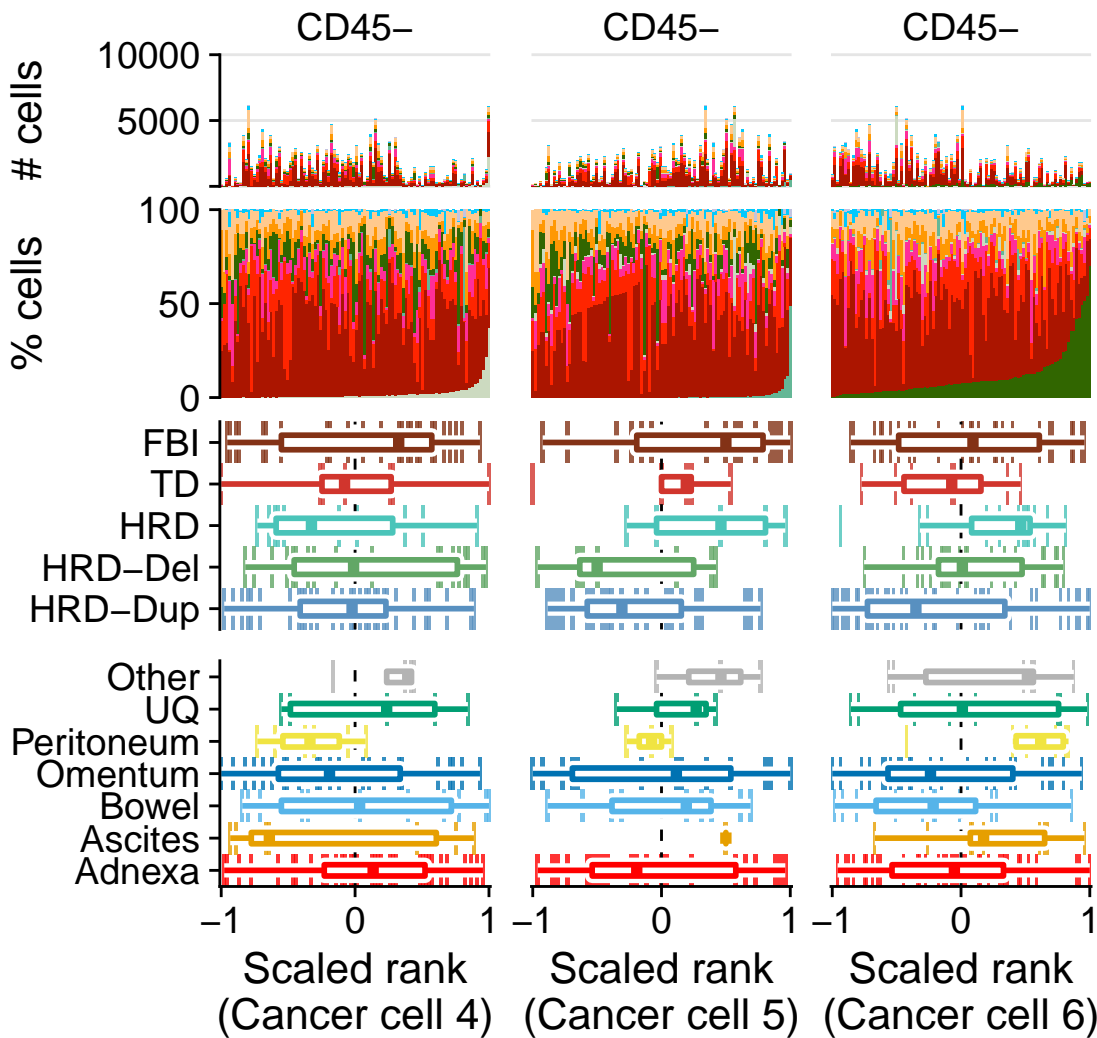 CD45− CD45− CD45−
# cells
10000
5000
% cells
100
50
0
FBI
TD
HRD
HRD−Del
HRD−Dup
Other
UQ
Peritoneum
Omentum
Bowel
Ascites
Adnexa
−1 0 1 −1 0 1 −1 0 1
Scaled rank Scaled rank Scaled rank
(Cancer cell 4) (Cancer cell 5) (Cancer cell 6)